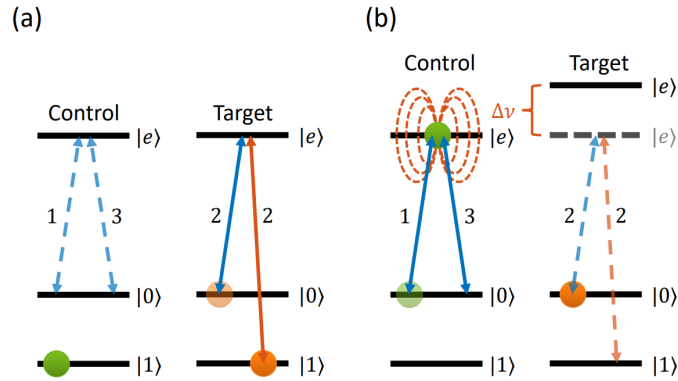 (a)
(b)
Control
Target
|e⟩
|e⟩
1
3
2
2
|0⟩
|0⟩
|1⟩
|1⟩
Control
Target
|e⟩
Δν
|e⟩
|e⟩
1
3
2
2
|0⟩
|0⟩
|1⟩
|1⟩